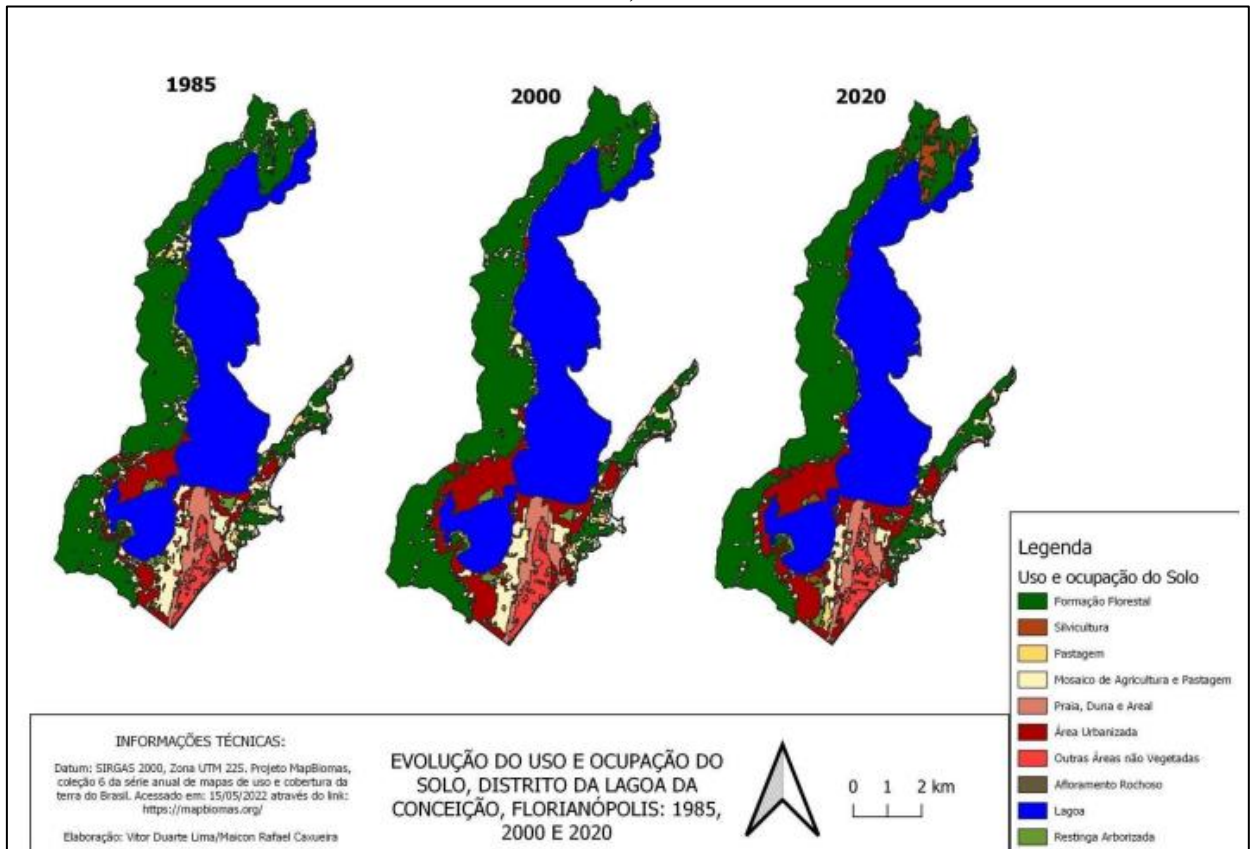 1985
2000
2020
Legenda
Uso e ocupação do Solo
Formação Florestal
Silvicultura
Pastagem
Mosaico de Agricultura e Pastagem
Praia, Duna e Areal
Área Urbanizada
Outras Áreas não Vegetadas
Afloramento Rochoso
Lagoa
Restinga Arborizada
INFORMAÇÕES TÉCNICAS:
Datum: SIRGAS 2000, Zona UTM 22S. Projeto MapBiomas,
coleção 6 da série anual de mapas de uso e cobertura da
terra do Brasil. Acessado em: 15/05/2022 através do link:
https://mapbiomas.org/
Elaboração: Vitor Duarte Lima/Maicon Rafael Caxueira
EVOLUÇÃO DO USO E OCUPAÇÃO DO
SOLO, DISTRITO DA LAGOA DA
CONCEIÇÃO, FLORIANÓPOLIS: 1985,
2000 E 2020
0 1 2 km